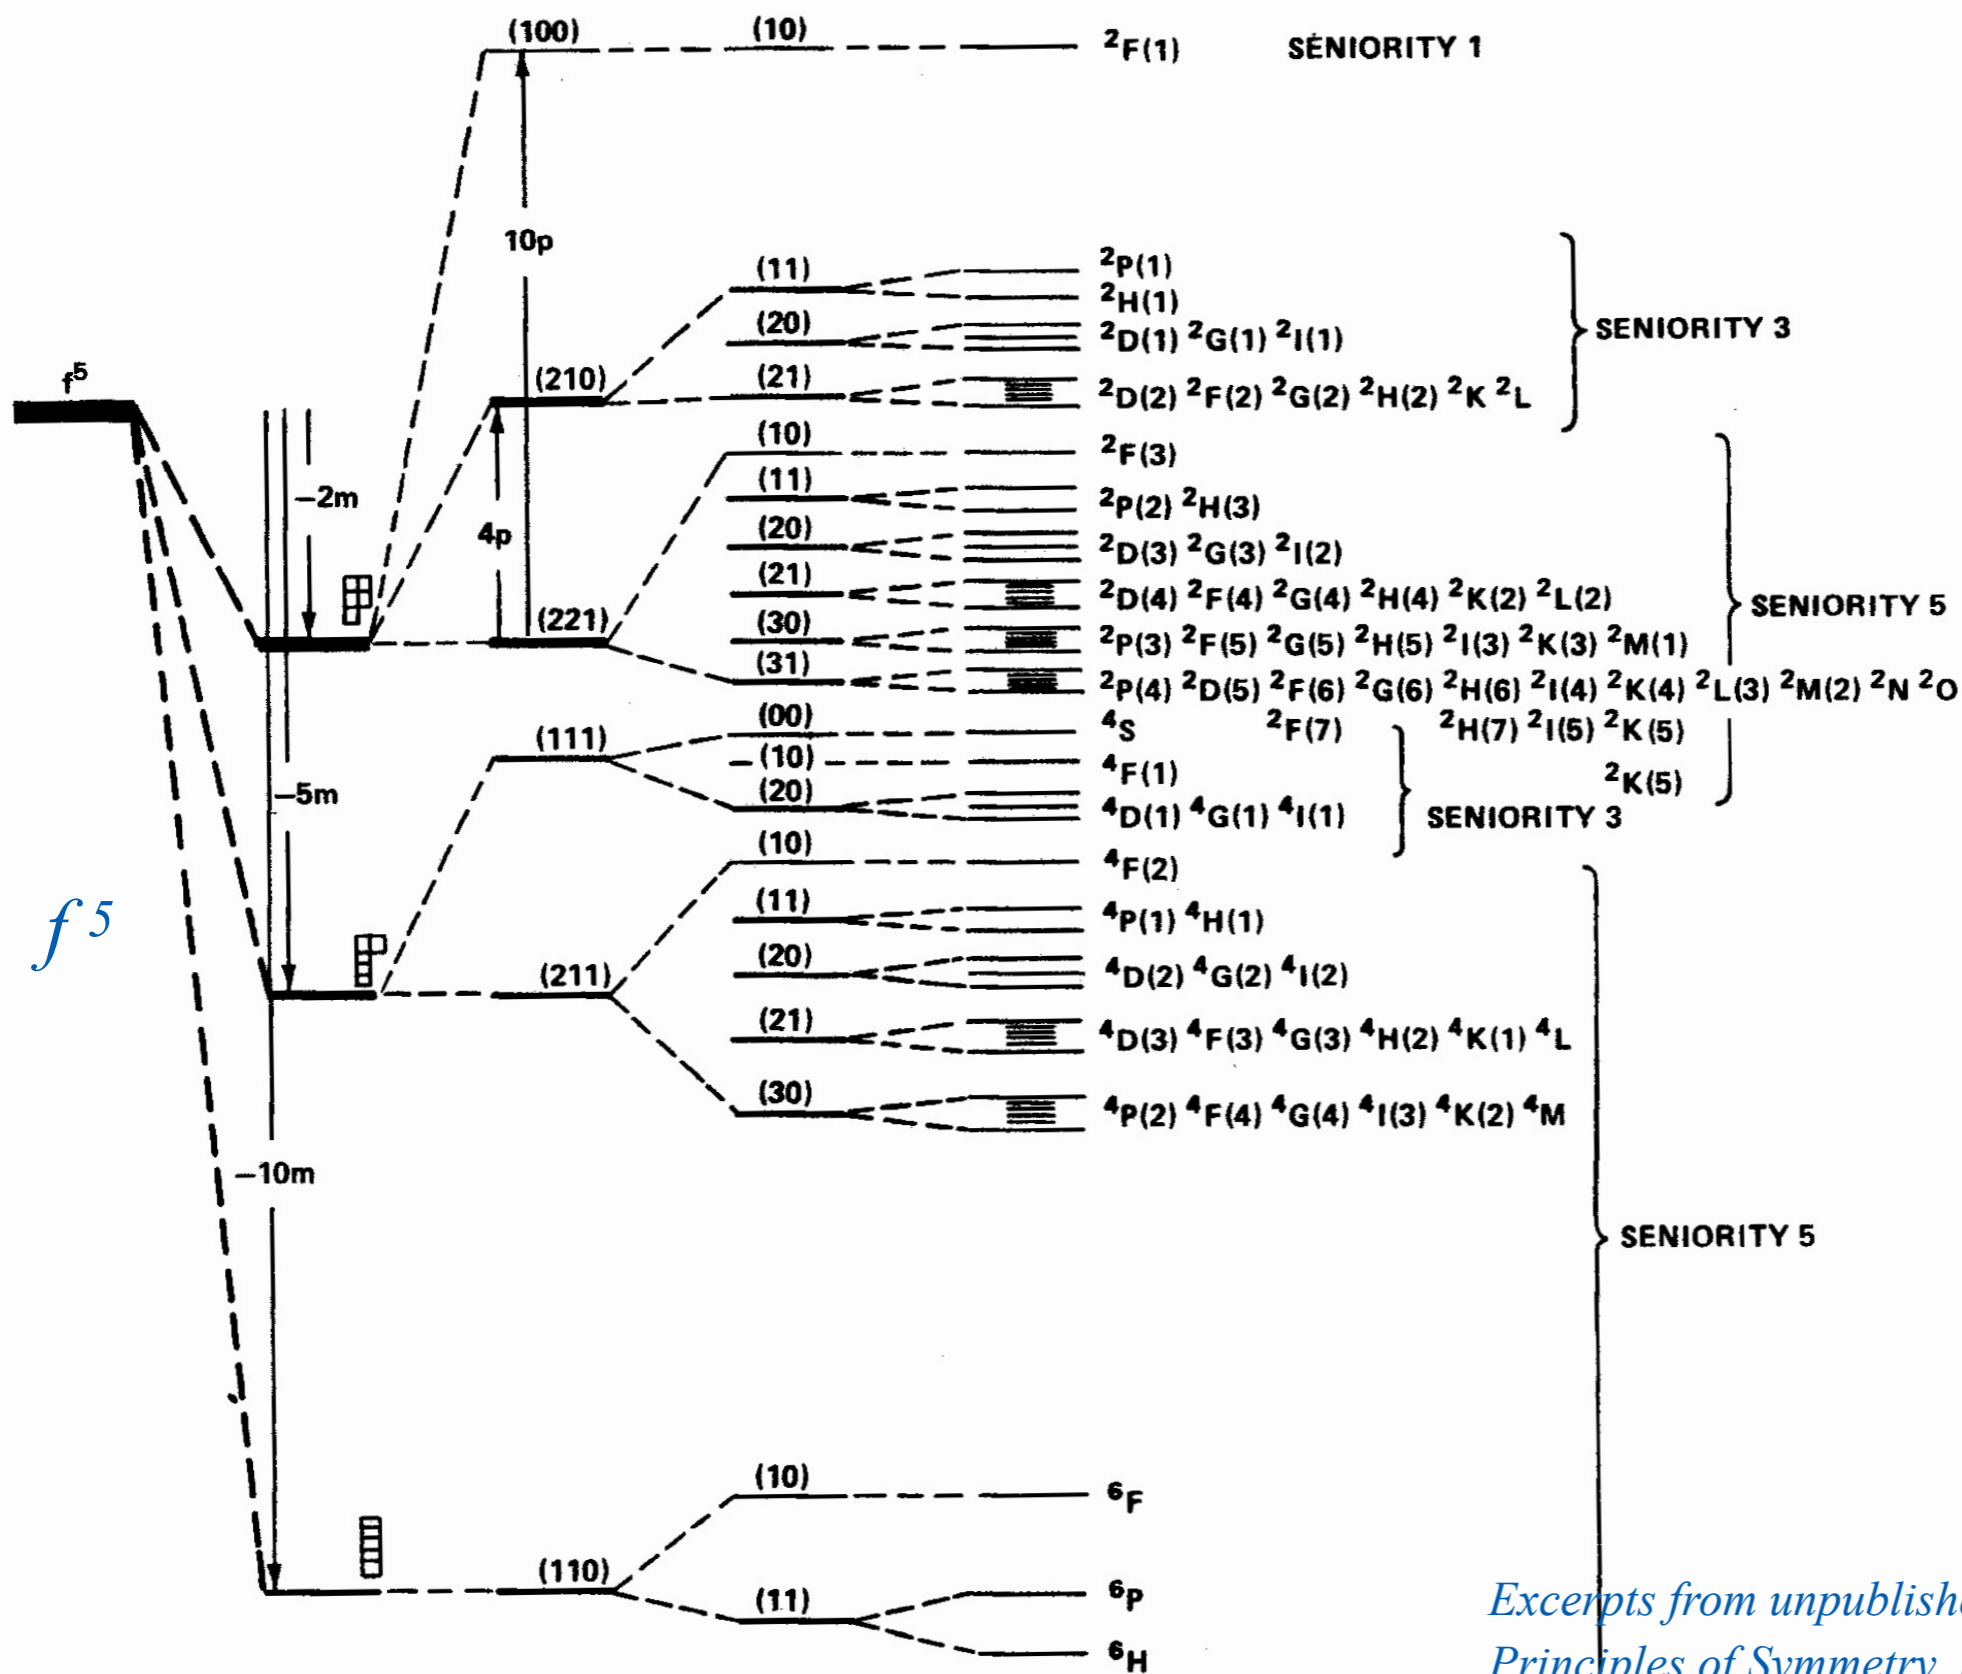 (100) (10) ²F(1) SENIORITY 1
10p
(11) ²P(1)
²H(1)
(20) ²D(1) ²G(1) ²I(1) SENIORITY 3
f⁵ (210) (21) ²D(2) ²F(2) ²G(2) ²H(2) ²K ²L
(10) ²F(3)
-2m (11) ²P(2) ²H(3)
4p (20) ²D(3) ²G(3) ²I(2)
(21) ²D(4) ²F(4) ²G(4) ²H(4) ²K(2) ²L(2) SENIORITY 5
(221) (30) ²P(3) ²F(5) ²G(5) ²H(5) ²I(3) ²K(3) ²M(1)
(31) ²P(4) ²D(5) ²F(6) ²G(6) ²H(6) ²I(4) ²K(4) ²L(3) ²M(2) ²N ²O
(111) (00) ⁴S ²F(7) ²H(7) ²I(5) ²K(5)
(10) ⁴F(1) ²K(5)
-5m (20) ⁴D(1) ⁴G(1) ⁴I(1) SENIORITY 3
(10) ⁴F(2)
f⁵ (11) ⁴P(1) ⁴H(1)
(211) (20) ⁴D(2) ⁴G(2) ⁴I(2)
(21) ⁴D(3) ⁴F(3) ⁴G(3) ⁴H(2) ⁴K(1) ⁴L
(30) ⁴P(2) ⁴F(4) ⁴G(4) ⁴I(3) ⁴K(2) ⁴M
-10m
SENIORITY 5
(10) ⁶F
(110) (11) ⁶P
⁶H
Excerpts from unpublishe
Principles of Symmetry